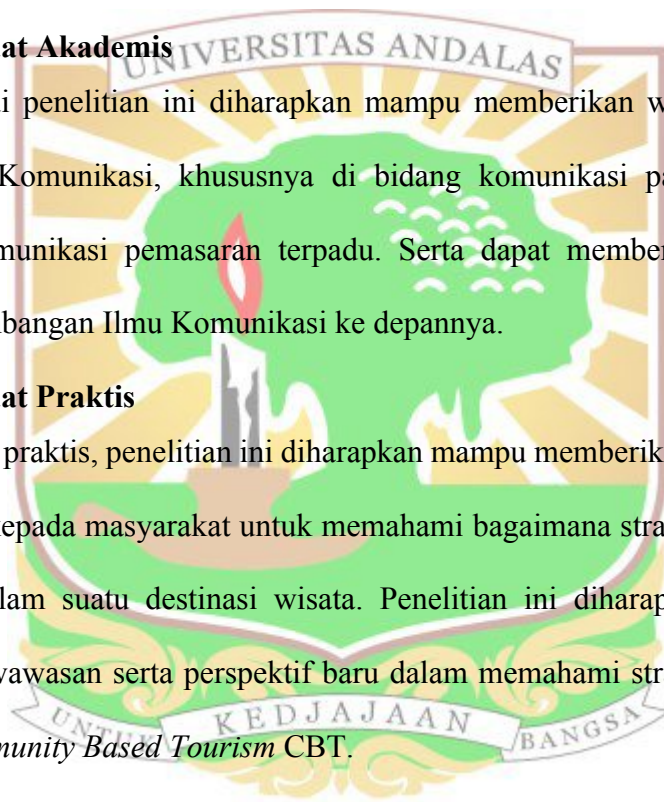 at Akademis
UNIVERSITAS ANDALAS
i penelitian ini diharapkan mampu memberikan w
Komunikasi, khususnya di bidang komunikasi pa
munikasi pemasaran terpadu. Serta dapat member
bangan Ilmu Komunikasi ke depannya.
at Praktis
praktis, penelitian ini diharapkan mampu memberik
kepada masyarakat untuk memahami bagaimana stra
lam suatu destinasi wisata. Penelitian ini diharap
wawasan serta perspektif baru dalam memahami str
UNTUK KEDJAJAAN BANGSA
munity Based Tourism CBT.